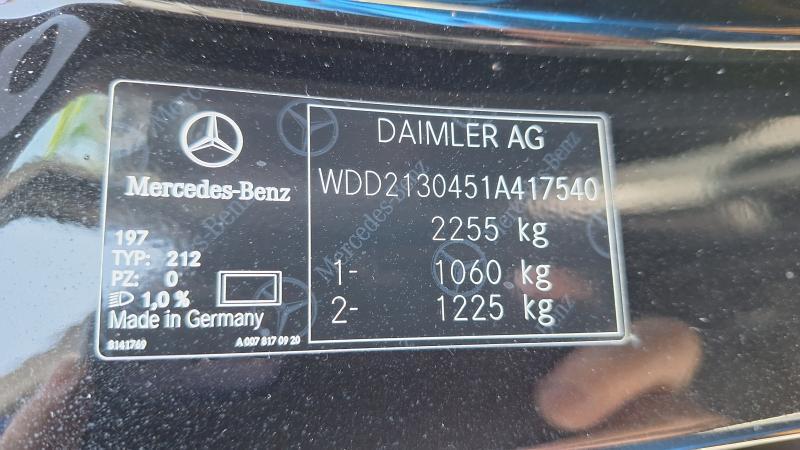 Mercedes-Benz
197
TYP: 212
PZ: 0
1,0 %
Made in Germany
8141769
A 007 817 09 20
DAIMLER AG
WDD2130451A417540
2255 kg
1- 1060 kg
2- 1225 kg